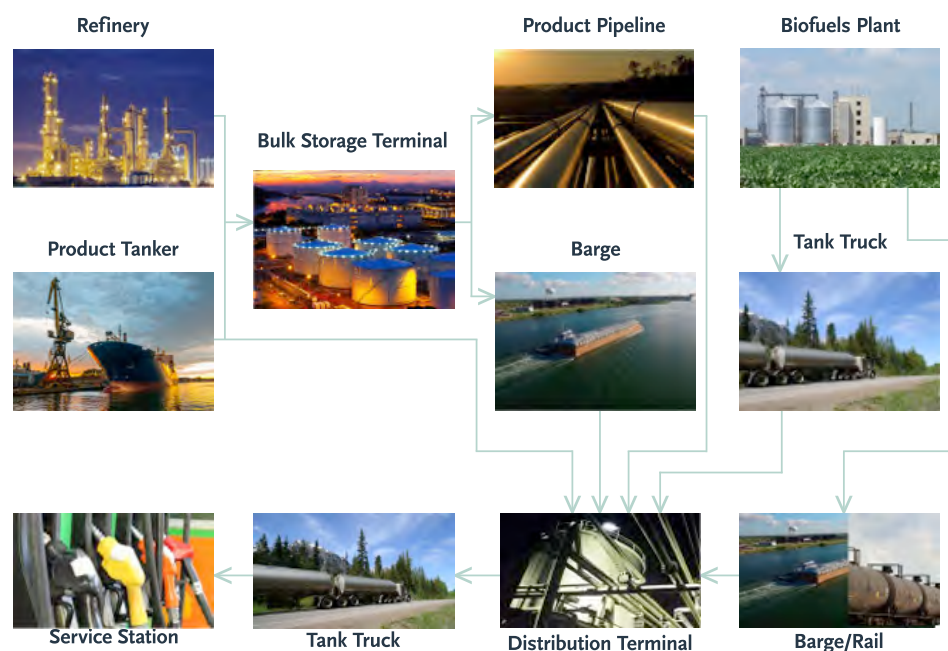 Refinery
Product Pipeline
Biofuels Plant
Bulk Storage Terminal
Product Tanker
Barge
Tank Truck
Service Station
Tank Truck
Distribution Terminal
Barge/Rail